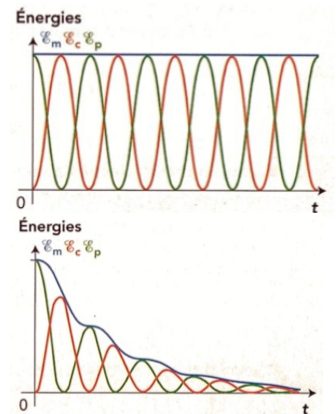 Énergies
ℰm ℰc ℰp
0
t
Énergies
ℰm ℰc ℰp
0
t